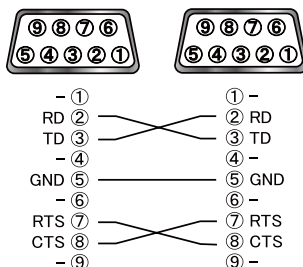 ⑨⑧⑦⑥ ⑨⑧⑦⑥
⑤④③②① ⑤④③②①
- ① ① -
RD ② ② RD
TD ③ ③ TD
- ④ ④ -
GND ⑤ ⑤ GND
- ⑥ ⑥ -
RTS ⑦ ⑦ RTS
CTS ⑧ ⑧ CTS
- ⑨ ⑨ -